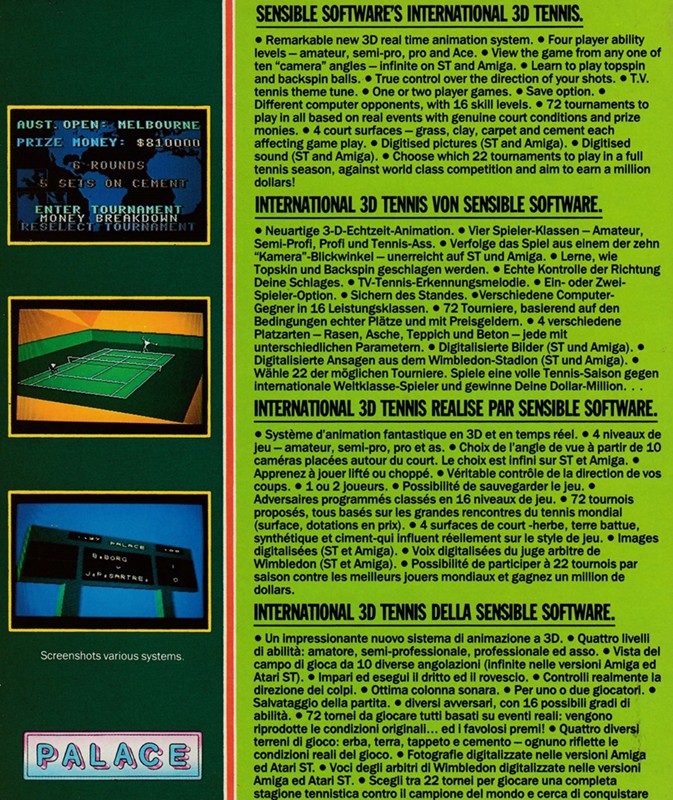 AUST. OPEN: MELBOURNE
PRIZE MONEY: $810000
6 ROUNDS
5 SETS ON CEMENT
ENTER TOURNAMENT
MONEY BREAKDOWN
RESELECT TOURNAMENT
PALACE
B.BORG 1
V
J.P.SARTRE. 0
Screenshots various systems.
PALACE
SENSIBLE SOFTWARE'S INTERNATIONAL 3D TENNIS.
● Remarkable new 3D real time animation system. ● Four player ability
levels – amateur, semi-pro, pro and Ace. ● View the game from any one of
ten "camera" angles – infinite on ST and Amiga. ● Learn to play topspin
and backspin balls. ● True control over the direction of your shots. ● T.V.
tennis theme tune. ● One or two player games. ● Save option. ●
Different computer opponents, with 16 skill levels. ● 72 tournaments to
play in all based on real events with genuine court conditions and prize
monies. ● 4 court surfaces – grass, clay, carpet and cement each
affecting game play. ● Digitised pictures (ST and Amiga). ● Digitised
sound (ST and Amiga). ● Choose which 22 tournaments to play in a full
tennis season, against world class competition and aim to earn a million
dollars!
INTERNATIONAL 3D TENNIS VON SENSIBLE SOFTWARE.
● Neuartige 3-D-Echtzeit-Animation. ● Vier Spieler-Klassen – Amateur,
Semi-Profi, Profi und Tennis-Ass. ● Verfolge das Spiel aus einem der zehn
"Kamera"-Blickwinkel – unerreicht auf ST und Amiga. ● Lerne, wie
Topskin und Backspin geschlagen werden. ● Echte Kontrolle der Richtung
Deine Schlages. ● TV-Tennis-Erkennungsmelodie. ● Ein- oder Zwei-
Spieler-Option. ● Sichern des Standes. ●Verschiedene Computer-
Gegner in 16 Leistungsklassen. ● 72 Tourniere, basierend auf den
Bedingungen echter Plätze und mit Preisgeldern. ● 4 verschiedene
Platzarten – Rasen, Asche, Teppich und Beton – jede mit
unterschiedlichen Parametern. ● Digitalisierte Bilder (ST und Amiga). ●
Digitalisierte Ansagen aus dem Wimbledon-Stadion (ST und Amiga). ●
Wähle 22 der möglichen Tourniere. Spiele eine volle Tennis-Saison gegen
internationale Weltklasse-Spieler und gewinne Deine Dollar-Million. . .
INTERNATIONAL 3D TENNIS REALISE PAR SENSIBLE SOFTWARE.
● Système d'animation fantastique en 3D et en temps réel. ● 4 niveaux de
jeu – amateur, semi-pro, pro et as. ● Choix de l'angle de vue à partir de 10
caméras placées autour du court. Le choix est infini sur ST et Amiga. ●
Apprenez à jouer lifté ou choppé. ● Véritable contrôle de la direction de vos
coups. ● 1 ou 2 joueurs. ● Possibilité de sauvegarder le jeu. ●
Adversaires programmés classés en 16 niveaux de jeu. ● 72 tournois
proposés, tous basés sur les grandes rencontres du tennis mondial
(surface, dotations en prix). ● 4 surfaces de court -herbe, terre battue,
synthétique et ciment-qui influent réellement sur le style de jeu. ● Images
digitalisées (ST et Amiga). ● Voix digitalisées du juge arbitre de
Wimbledon (ST et Amiga). ● Possibilité de participer à 22 tournois par
saison contre les meilleurs jouers mondiaux et gagnez un million de
dollars.
INTERNATIONAL 3D TENNIS DELLA SENSIBLE SOFTWARE.
● Un impressionante nuovo sistema di animazione a 3D. ● Quattro livelli
di abilità: amatore, semi-professionale, professionale ed asso. ● Vista del
campo di gioca da 10 diverse angolazioni (infinite nelle versioni Amiga ed
Atari ST). ● Impari ed esegui il dritto ed il rovescio. ● Controlli realmente la
direzione dei colpi. ● Ottima colonna sonara. ● Per uno o due giocatori. ●
Salvataggio della partita. ● diversi avversari, con 16 possibili gradi di
abilità. ● 72 tornei da giocare tutti basati su eventi reali: vengono
riprodotte le condizioni originali... ed i favolosi premi! ● Quattro diversi
terreni di gioco: erba, terra, tappeto e cemento – ognuno riflette le
condizioni reali del gioco. ● Fotografie digitalizzate nelle versioni Amiga
ed Atari ST. ● Voci degli arbitri di Wimbledon digitalizzate nelle versioni
Amiga ed Atari ST. ● Scegli tra 22 tornei per giocare una completa
stagione tennistica contro il campione del mondo e cerca di conquistare